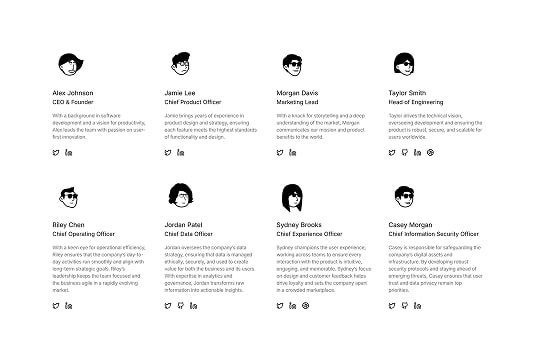 Alex Johnson
CEO & Founder
With a background in software
development and a vision for productivity,
Alex leads the team with passion on user-
first innovation.
Jamie Lee
Chief Product Officer
Jamie brings years of experience in
product design and strategy, ensuring
each feature meets the highest standards
of functionality and design.
Morgan Davis
Marketing Lead
With a knack for storytelling and a deep
understanding of the market, Morgan
communicates our mission and product
benefits to the world.
Taylor Smith
Head of Engineering
Taylor drives the technical vision,
overseeing development and ensuring the
product is robust, secure, and scalable for
users worldwide.
Riley Chen
Chief Operating Officer
With a keen eye for operational efficiency,
Riley ensures that the company's day-to-
day activities run smoothly and align with
long-term strategic goals. Riley's
leadership keeps the team focused and
the business agile in a rapidly evolving
market.
Jordan Patel
Chief Data Officer
Jordan oversees the company's data
strategy, ensuring that data is managed
ethically, securely, and used to create
value for both the business and its users.
With expertise in analytics and
governance, Jordan transforms raw
information into actionable insights.
Sydney Brooks
Chief Experience Officer
Sydney champions the user experience,
working across teams to ensure every
interaction with the product is intuitive,
engaging, and memorable. Sydney's focus
on design and customer feedback helps
drive loyalty and sets the company apart
in a crowded marketplace.
Casey Morgan
Chief Information Security Officer
Casey is responsible for safeguarding the
company's digital assets and
infrastructure. By developing robust
security protocols and staying ahead of
emerging threats, Casey ensures that user
trust and data privacy remain top
priorities.